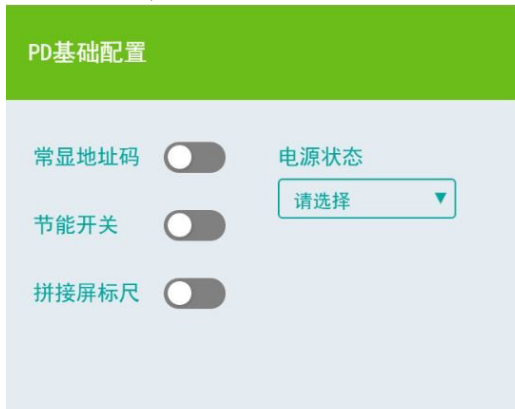 PD基础配置
常显地址码
电源状态
请选择
节能开关
拼接屏标尺